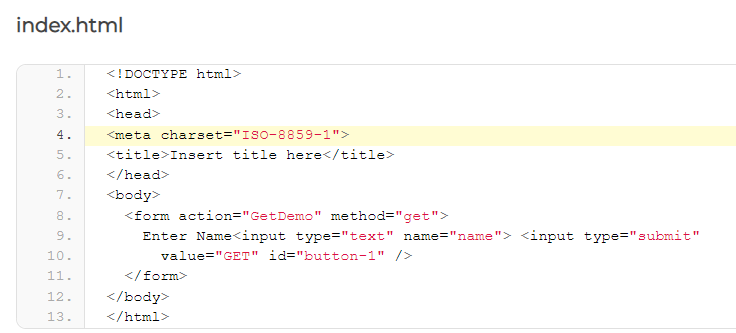 index.html
1. <!DOCTYPE html>
2. <html>
3. <head>
4. <meta charset="ISO-8859-1">
5. <title>Insert title here</title>
6. </head>
7. <body>
8.   <form action="GetDemo" method="get">
9.     Enter Name<input type="text" name="name"> <input type="submit"
10.       value="GET" id="button-1" />
11.   </form>
12. </body>
13. </html>